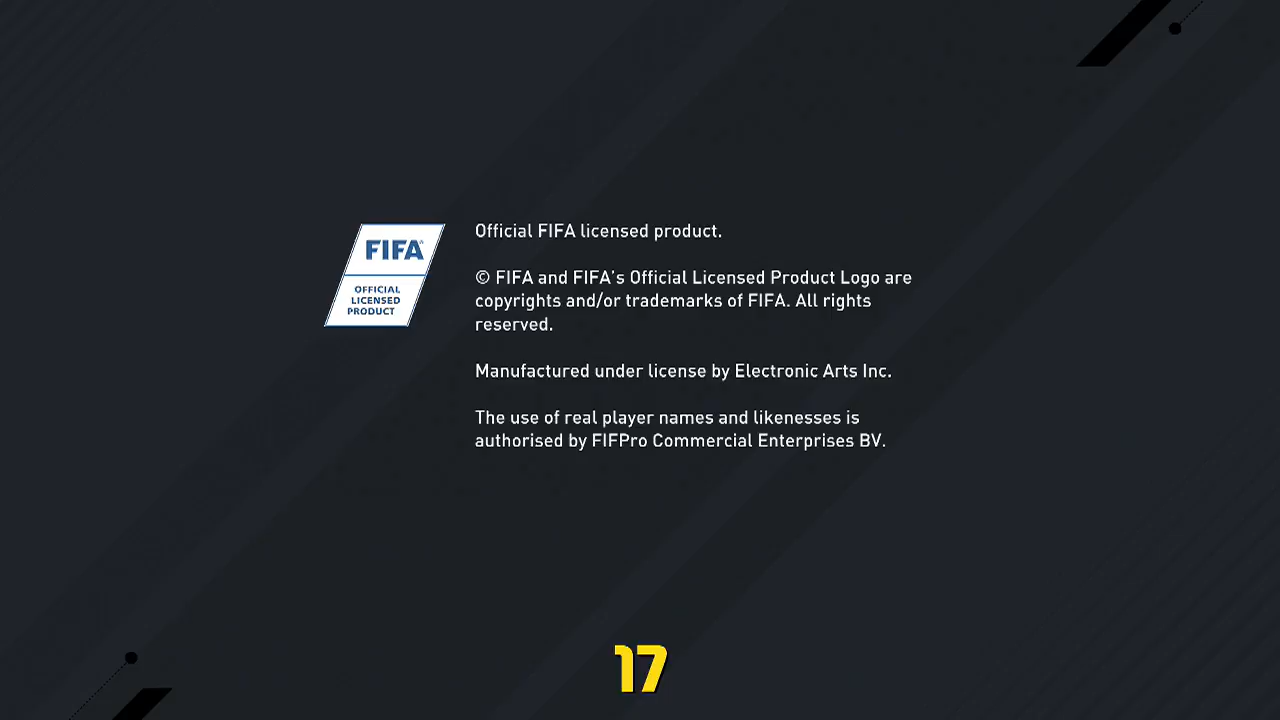 FIFA
OFFICIAL
LICENSED
PRODUCT
Official FIFA licensed product.
© FIFA and FIFA's Official Licensed Product Logo are
copyrights and/or trademarks of FIFA. All rights
reserved.
Manufactured under license by Electronic Arts Inc.
The use of real player names and likenesses is
authorised by FIFPro Commercial Enterprises BV.
17